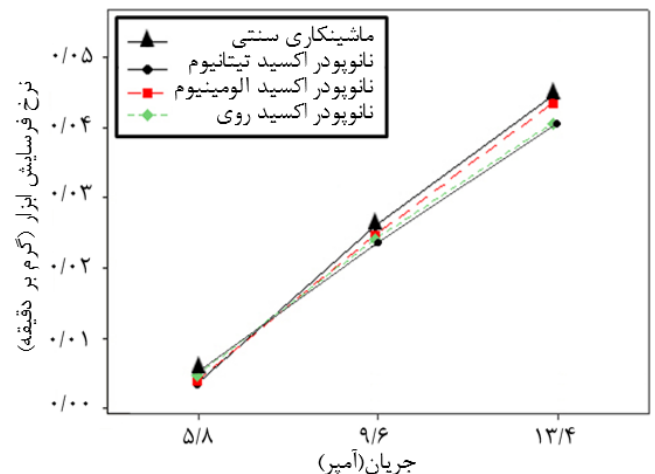 ماشینکاری سنتی
نانوپودر اکسید تیتانیوم
نانوپودر اکسید الومینیوم
نانوپودر اکسید روی
نرخ فرسایش ابزار (گرم بر دقیقه)
۰/۰۵
۰/۰۴
۰/۰۳
۰/۰۲
۰/۰۱
۰/۰۰
۵/۸
۹/۶
۱۳/۴
جریان(آمپر)